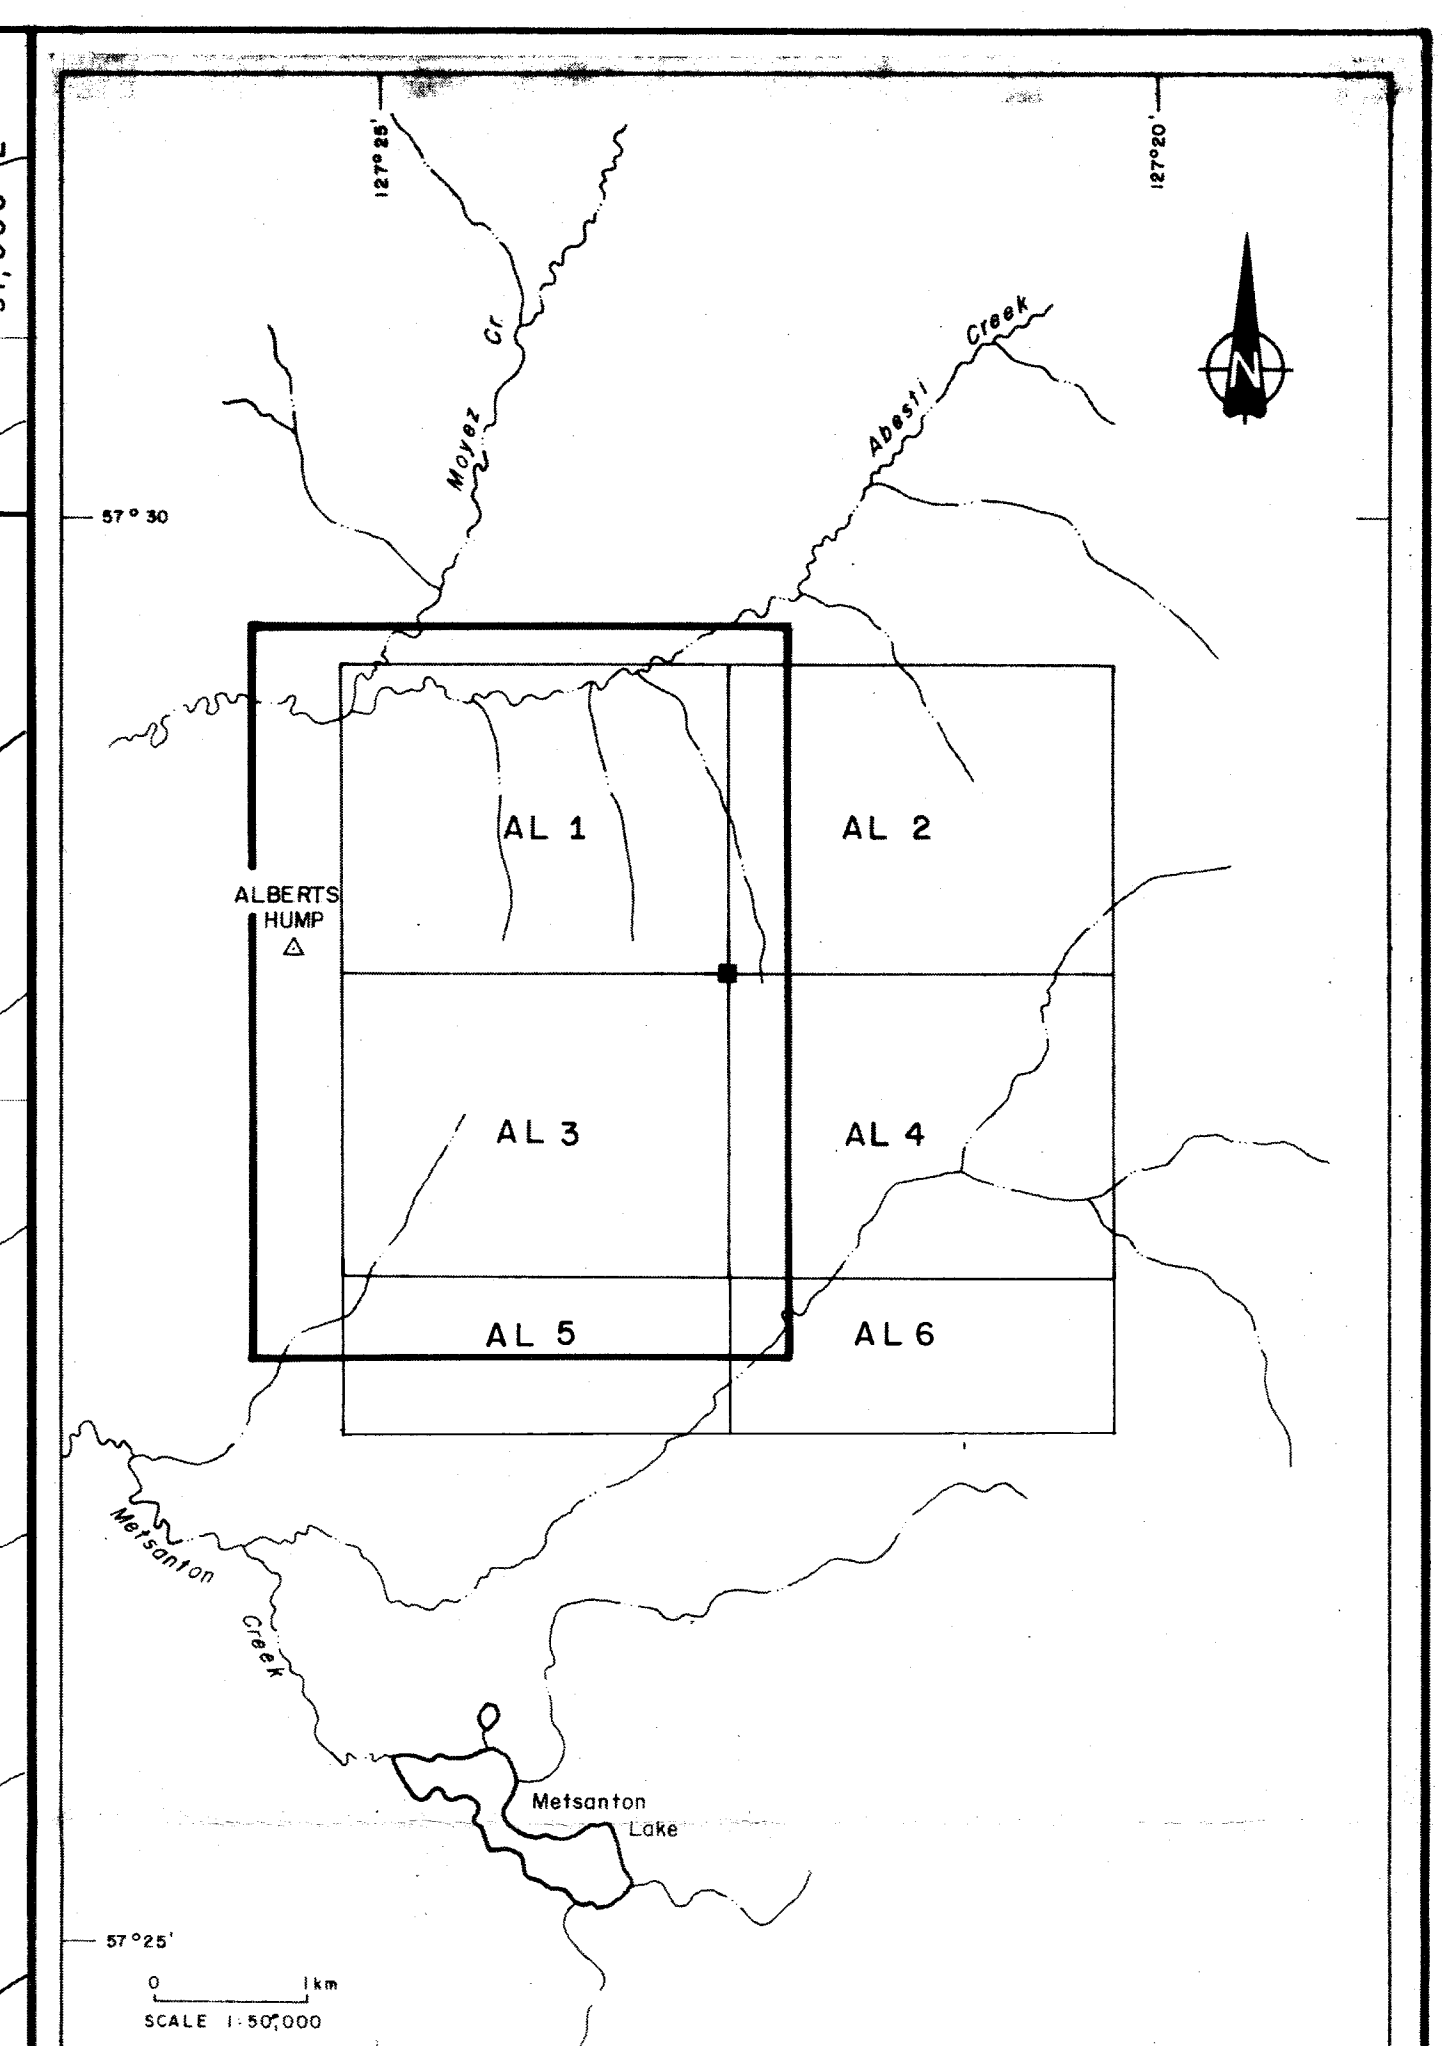 127° 25'
127° 20'
Creek
Cr.
N
Abesti
Moyez
57° 30
AL 1
AL 2
ALBERTS
HUMP
AL 3
AL 4
AL 5
AL 6
Metsanton
Creek
Metsanton
Lake
57° 25'
0 1 km
SCALE 1:50,000